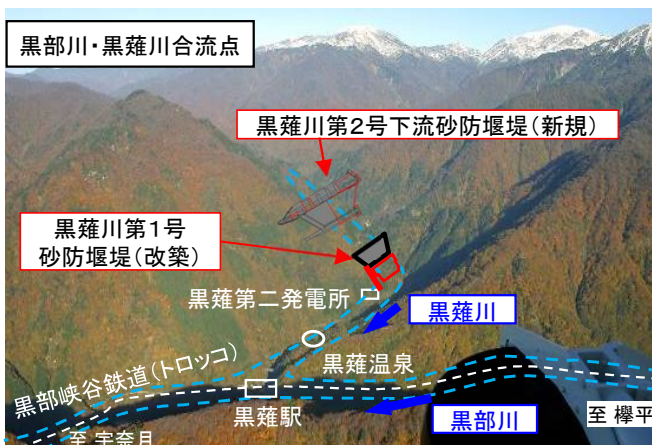 黒部川・黒薙川合流点
黒薙川第2号下流砂防堰堤(新規)
黒薙川第1号
砂防堰堤(改築)
黒薙第二発電所
黒薙川
黒薙温泉
黒部峡谷鉄道(トロッコ)
黒薙駅
黒部川
至 欅平
至 宇奈月